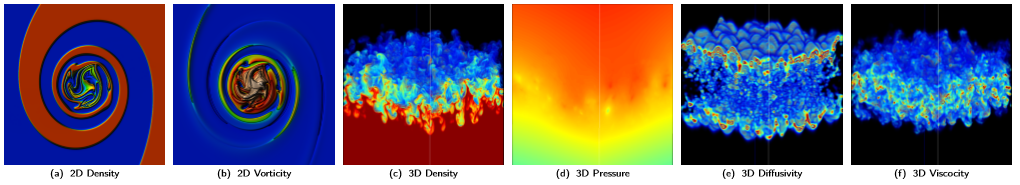 (a) 2D Density
(b) 2D Vorticity
(c) 3D Density
(d) 3D Pressure
(e) 3D Diffusivity
(f) 3D Viscocity